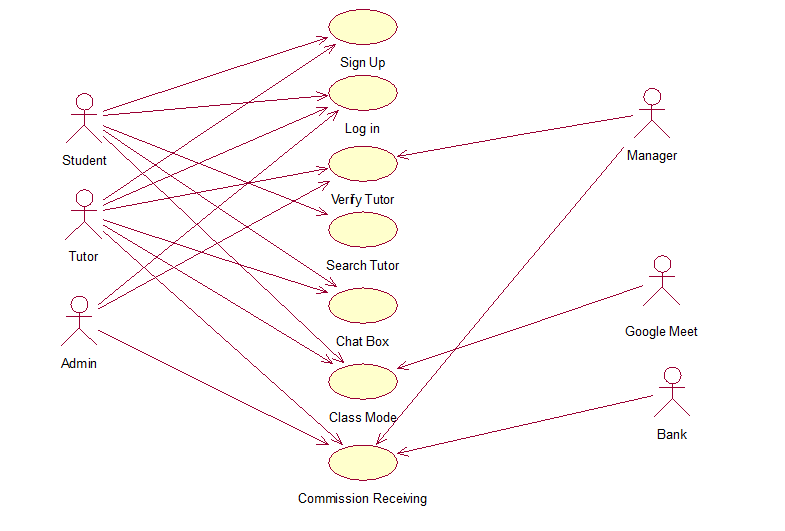 Sign Up
Log in
Student
Manager
Verify Tutor
Tutor
Search Tutor
Google Meet
Chat Box
Admin
Class Mode
Bank
Commission Receiving